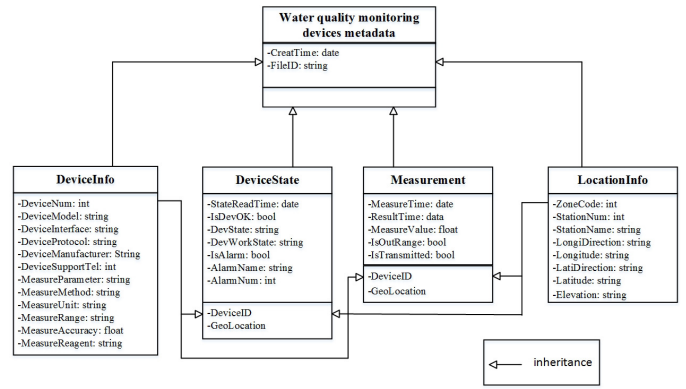 Water quality monitoring
devices metadata
-CreatTime: date
-FileID: string
DeviceInfo
-DeviceNum: int
-DeviceModel: string
-DeviceInterface: string
-DeviceProtocol: string
-DeviceManufacturer: String
-DeviceSupportTel: int
-MeasureParameter: string
-MeasureMethod: string
-MeasureUnit: string
-MeasureRange: string
-MeasureAccuracy: float
-MeasureReagent: string
DeviceState
-StateReadTime: date
-IsDevOK: bool
-DevState: string
-DevWorkState: string
-IsAlarm: bool
-AlarmName: string
-AlarmNum: int
-DeviceID
-GeoLocation
Measurement
-MeasureTime: date
-ResultTime: data
-MeasureValue: float
-IsOutRange: bool
-IsTransmitted: bool
-DeviceID
-GeoLocation
LocationInfo
-ZoneCode: int
-StationNum: int
-StationName: string
-LongiDirection: string
-Longitude: string
-LatiDirection: string
-Latitude: string
-Elevation: string
inheritance